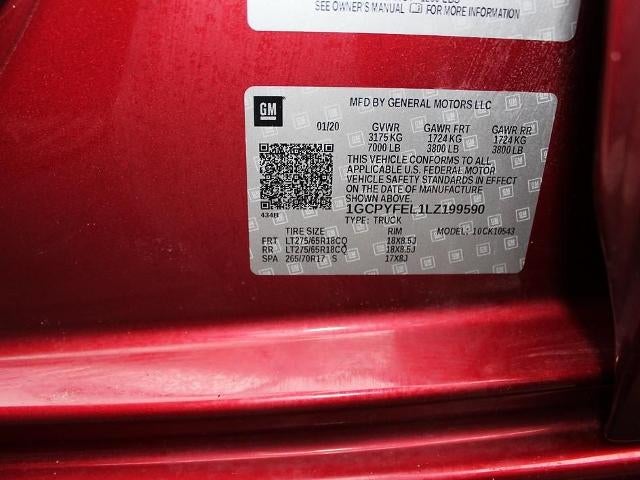 SEE OWNER'S MANUAL FOR MORE INFORMATION
GM
MFD BY GENERAL MOTORS LLC
01/20 GVWR GAWR FRT GAWR RR
3175 KG 1724 KG 1724 KG
7000 LB 3800 LB 3800 LB
THIS VEHICLE CONFORMS TO ALL
APPLICABLE U.S. FEDERAL MOTOR
VEHICLE SAFETY STANDARDS IN EFFECT
ON THE DATE OF MANUFACTURE
SHOWN ABOVE.
1GCPYFEL1LZ199590
434H TYPE: TRUCK
TIRE SIZE RIM MODEL: 10CK10543
FRT LT275/65R18CQ 18X8.5J
RR LT275/65R18CQ 18X8.5J
SPA 265/70R17 S 17X8J